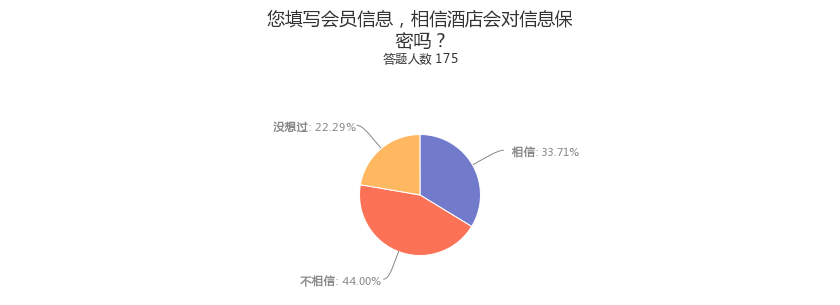 您填写会员信息，相信酒店会对信息保
密吗？
答题人数 175
没想过: 22.29%
相信: 33.71%
不相信: 44.00%